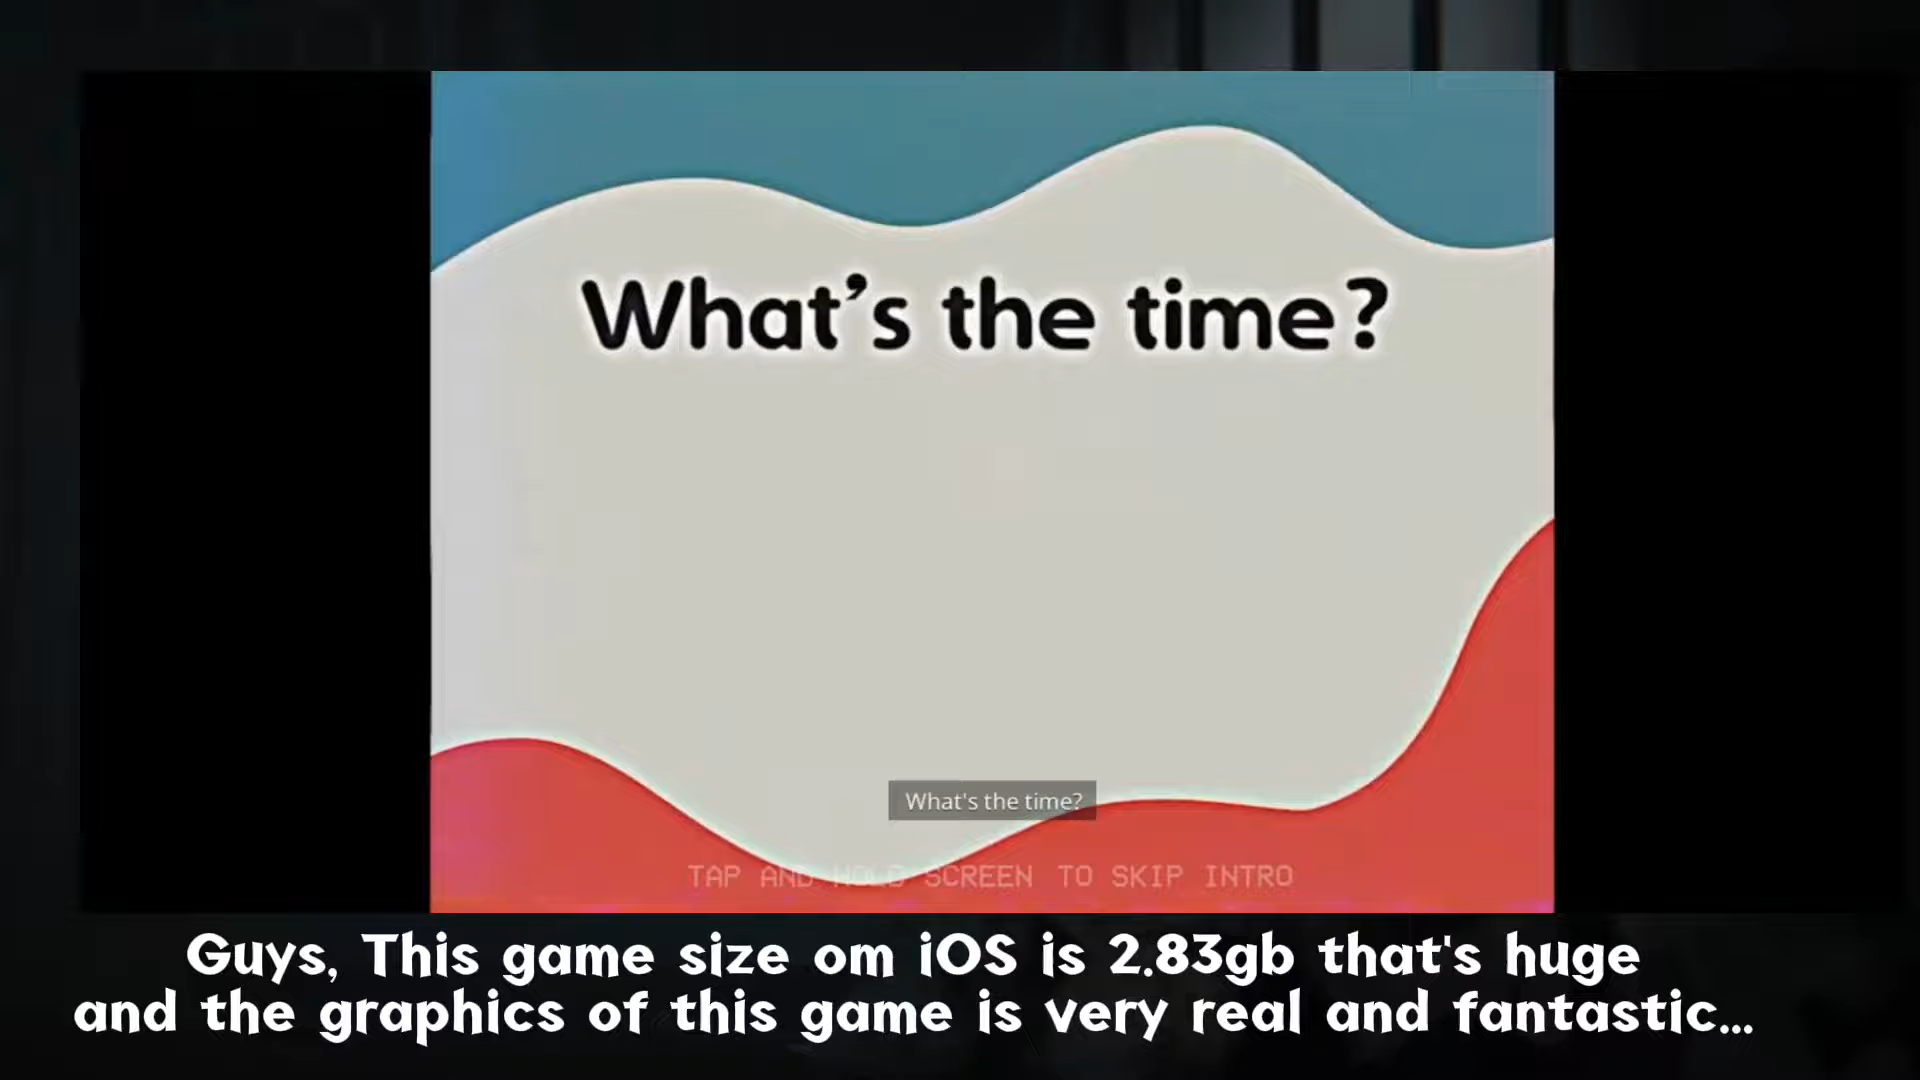 What's the time?
What's the time?
TAP AND HOLD SCREEN TO SKIP INTRO
Guys, This game size om iOS is 2.83gb that's huge
and the graphics of this game is very real and fantastic...